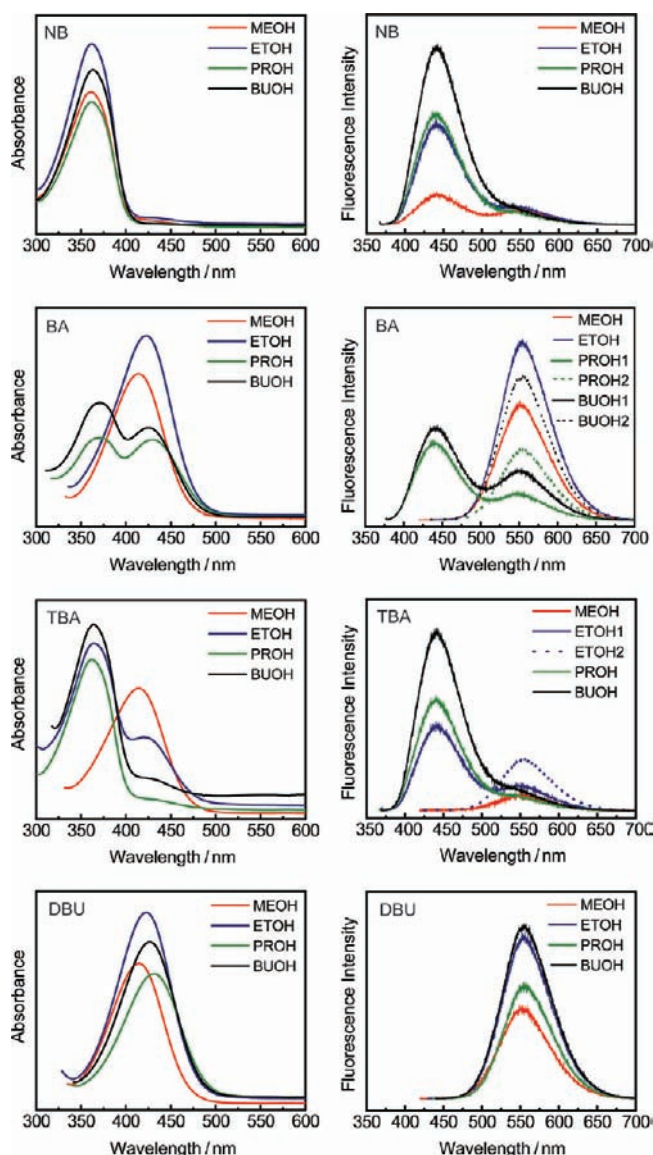 NB
MEOH
ETOH
PROH
BUOH
Absorbance
300 350 400 450 500 550 600
Wavelength / nm
NB
MEOH
ETOH
PROH
BUOH
Fluorescence Intensity
350 400 450 500 550 600 650 700
Wavelength / nm
BA
MEOH
ETOH
PROH
BUOH
Absorbance
300 350 400 450 500 550 600
Wavelength / nm
BA
MEOH
ETOH
PROH1
PROH2
BUOH1
BUOH2
Fluorescence Intensity
350 400 450 500 550 600 650 700
Wavelength / nm
TBA
MEOH
ETOH
PROH
BUOH
Absorbance
300 350 400 450 500 550 600
Wavelength / nm
TBA
MEOH
ETOH1
ETOH2
PROH
BUOH
Fluorescence Intensity
350 400 450 500 550 600 650 700
Wavelength / nm
DBU
MEOH
ETOH
PROH
BUOH
Absorbance
300 350 400 450 500 550 600
Wavelength / nm
DBU
MEOH
ETOH
PROH
BUOH
Fluorescence Intensity
350 400 450 500 550 600 650 700
Wavelength / nm